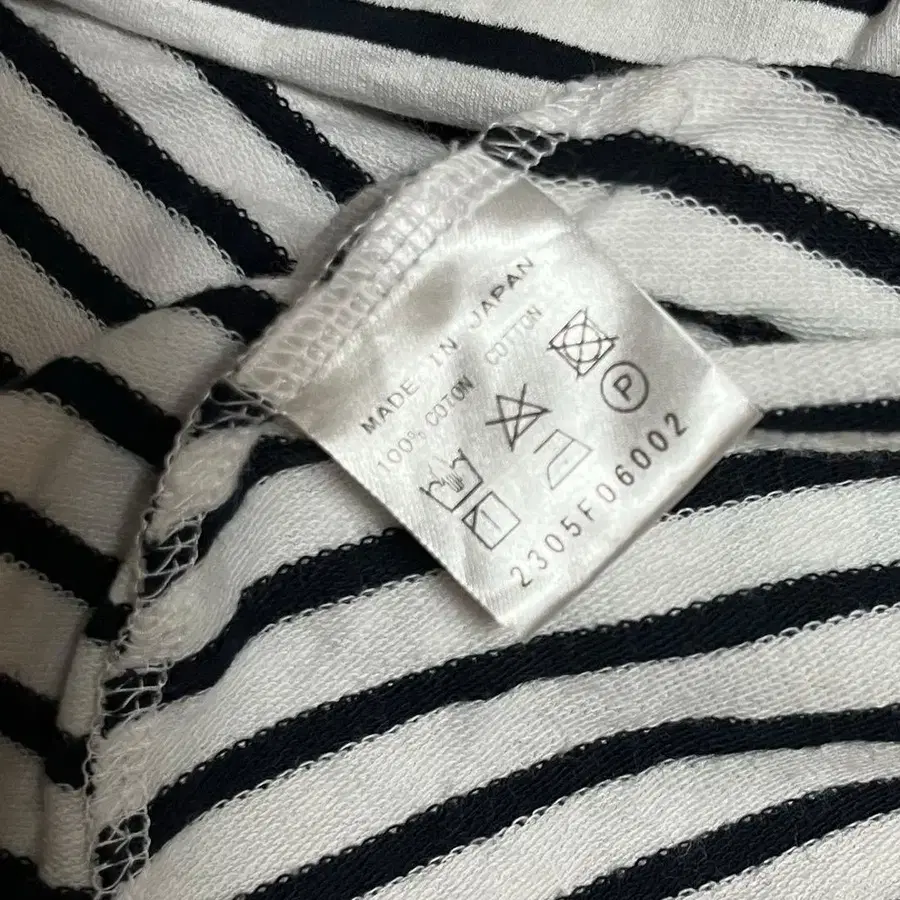 MADE IN JAPAN
100% COTON COTTON
P
2305F06002